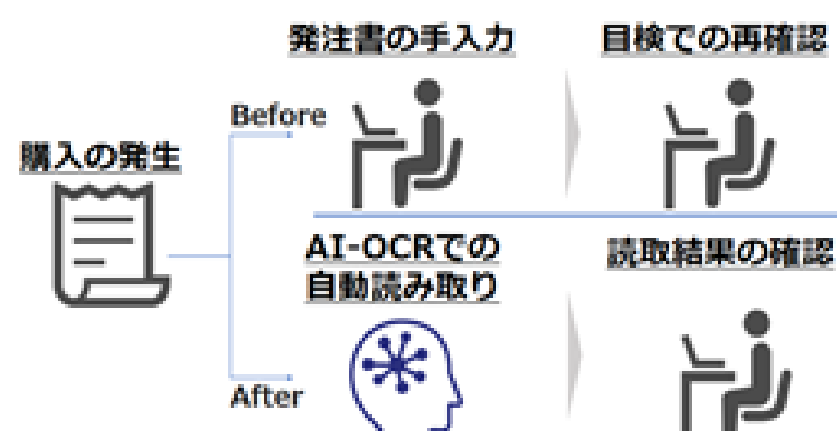 発注書の手入力
目検での再確認
Before
購入の発生
AI-OCRでの
自動読み取り
読取結果の確認
After